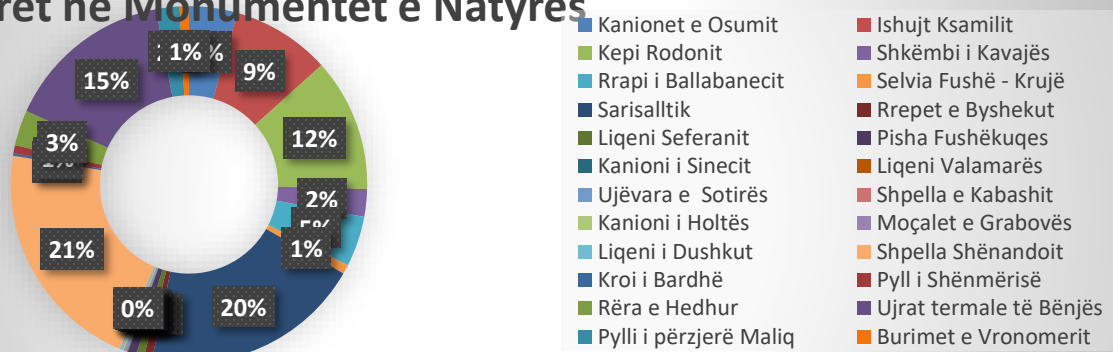 në Monumentet e Natyrës
1%
9%
15%
12%
3%
2%
5%
1%
21%
0%
20%
Kanionet e Osumit
Ishujt Ksamilit
Kepi Rodonit
Shkëmbi i Kavajës
Rrapi i Ballabanecit
Selvia Fushë - Krujë
Sarisalltik
Rrepet e Byshekut
Liqeni Seferanit
Pisha Fushëkuqes
Kanioni i Sinecit
Liqeni Valamarës
Ujëvara e  Sotirës
Shpella e Kabashit
Kanioni i Holtës
Moçalet e Grabovës
Liqeni i Dushkut
Shpella Shënandoit
Kroi i Bardhë
Pyll i Shënmërisë
Rëra e Hedhur
Ujrat termale të Bënjës
Pylli i përzjerë Maliq
Burimet e Vronomerit